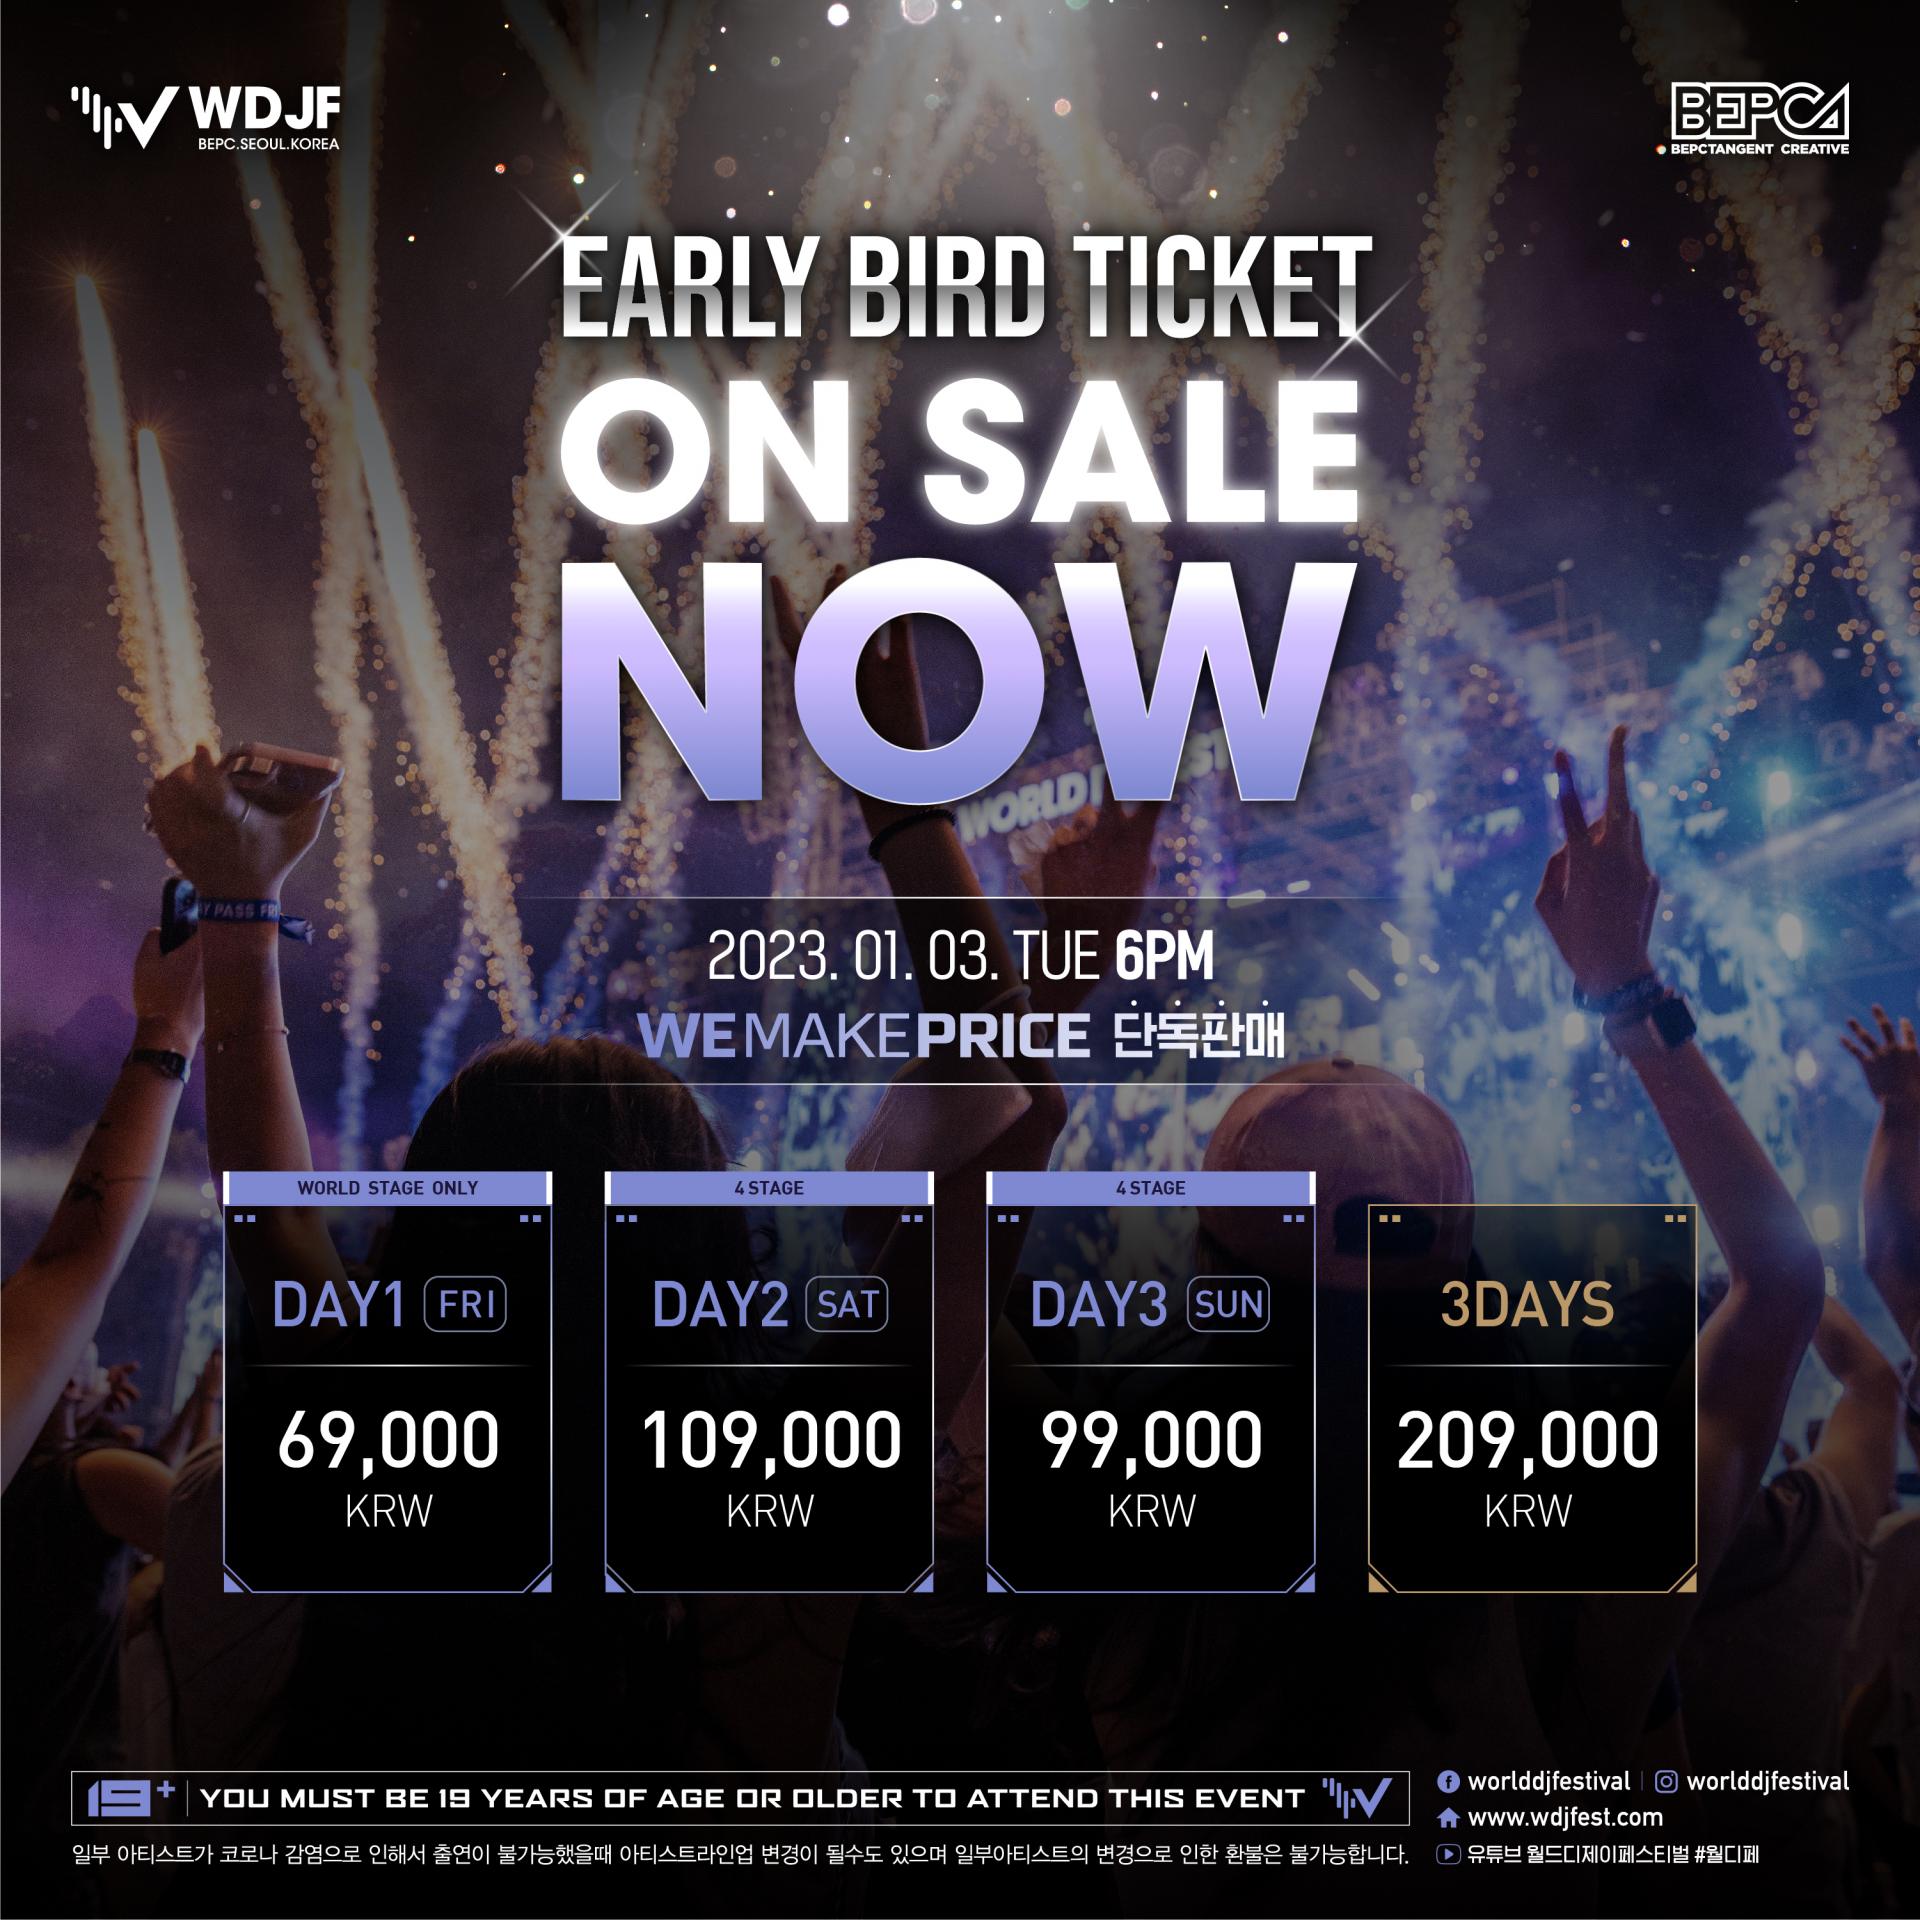 WDJF
BEPC.SEOUL.KOREA
BEPCA
BEPCTANGENT CREATIVE
EARLY BIRD TICKET
ON SALE
NOW
WORLD
Y PASS FRI
2023. 01. 03. TUE 6PM
WEMAKEPRICE 단독판매
WORLD STAGE ONLY
DAY1 FRI
69,000
KRW
4 STAGE
DAY2 SAT
109,000
KRW
4 STAGE
DAY3 SUN
99,000
KRW
3DAYS
209,000
KRW
19+ YOU MUST BE 19 YEARS OF AGE OR OLDER TO ATTEND THIS EVENT
일부 아티스트가 코로나 감염으로 인해서 출연이 불가능했을때 아티스트라인업 변경이 될수도 있으며 일부아티스트의 변경으로 인한 환불은 불가능합니다.
worlddjfestival worlddjfestival
www.wdjfest.com
유튜브 월드디제이페스티벌 #월디페